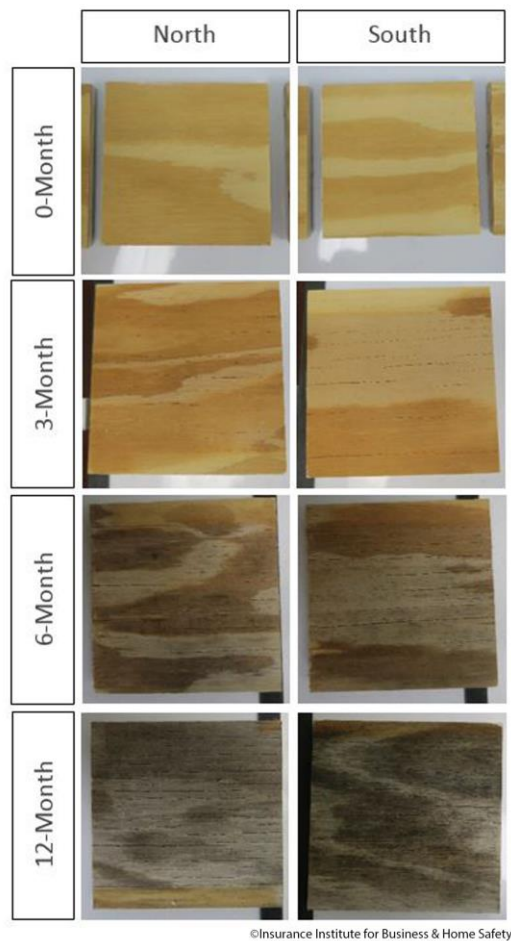 North
South
0-Month
3-Month
6-Month
12-Month
©Insurance Institute for Business & Home Safety